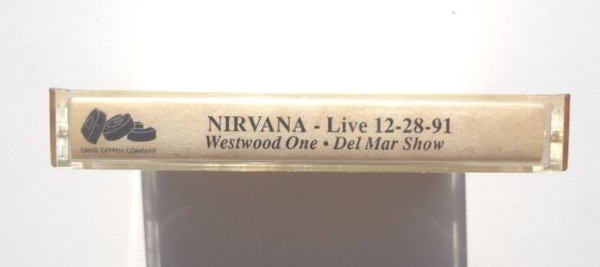 NIRVANA - Live 12-28-91
Westwood One • Del Mar Show
DAVID GEFFEN COMPANY